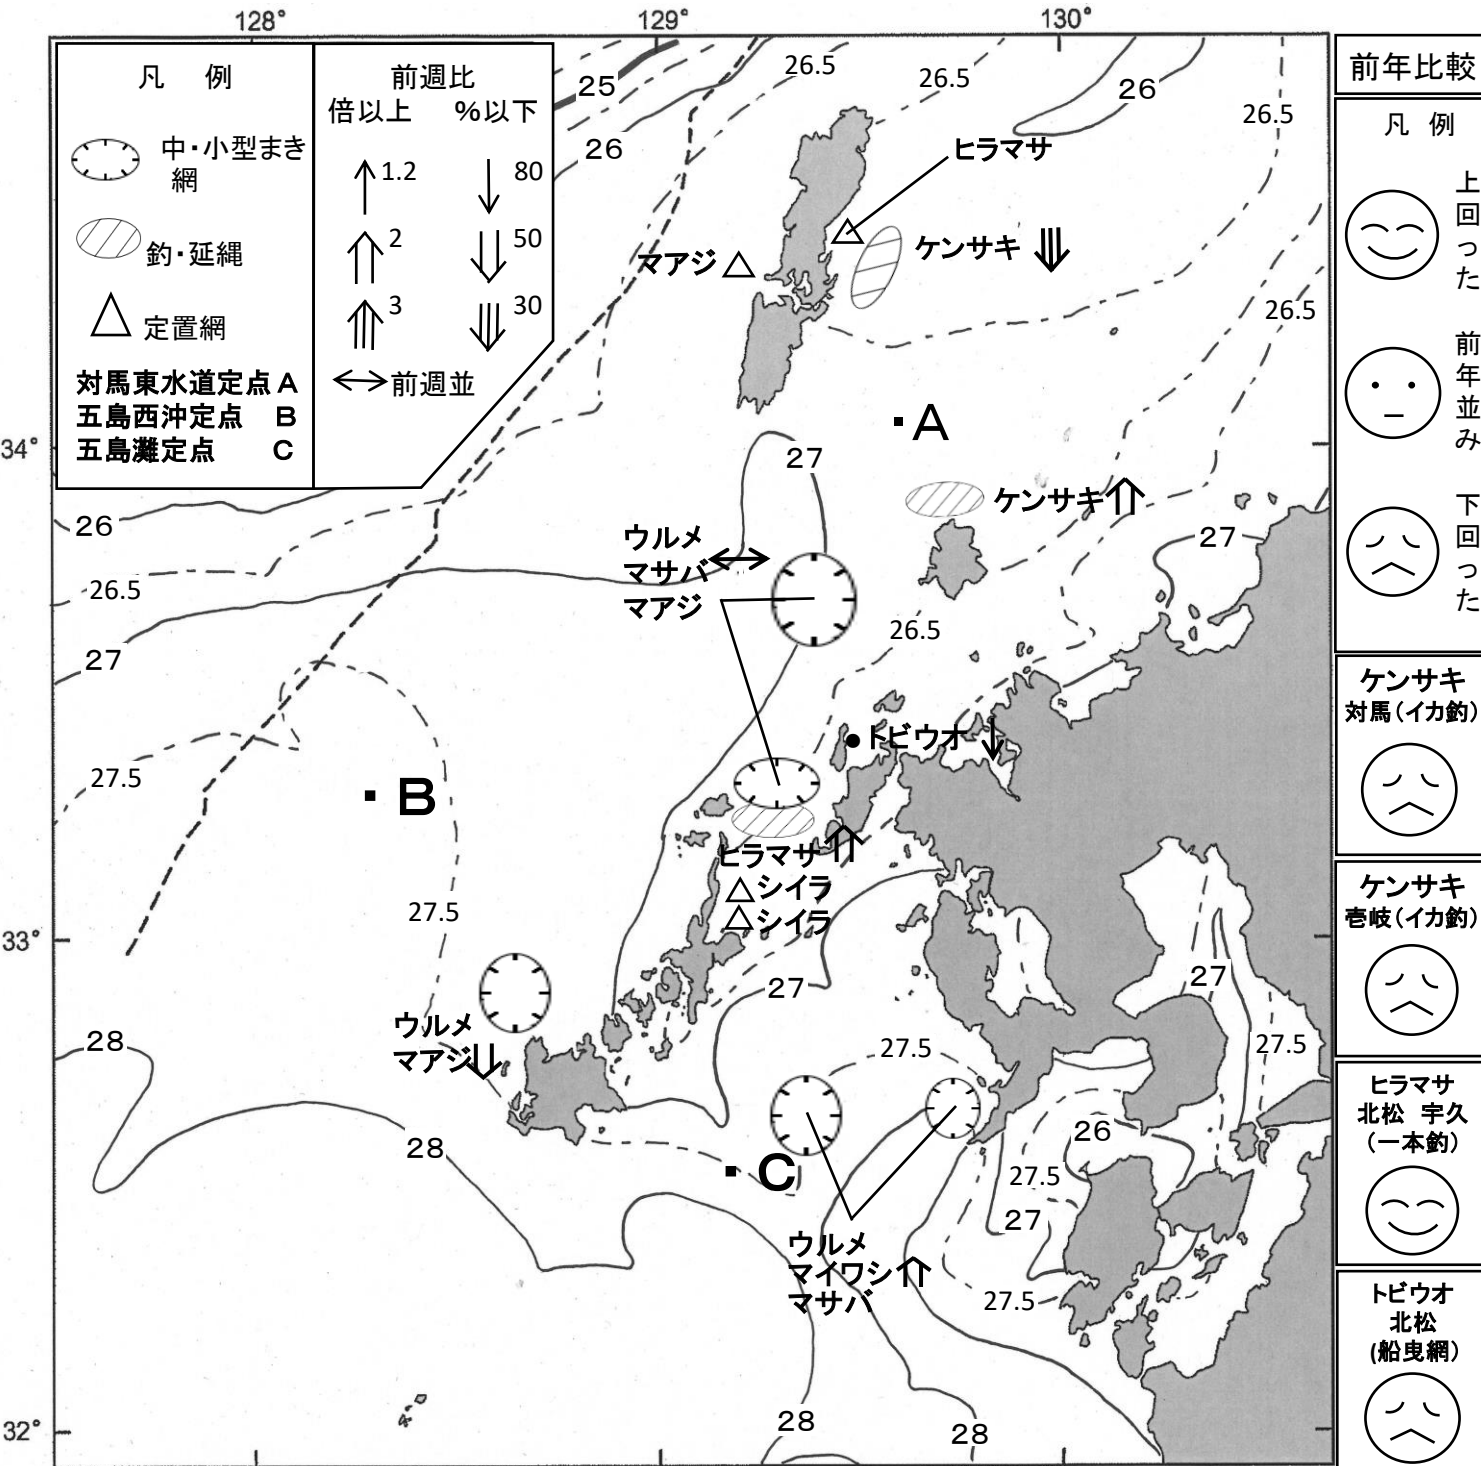 128°
129°
130°
凡 例
中・小型まき
網
釣・延縄
定置網
対馬東水道定点 A
五島西沖定点 B
五島灘定点 C
前週比
倍以上 %以下
1.2 80
2 50
3 30
前週並
25
26
26.5
26.5
26
26.5
26.5
ヒラマサ
マアジ
ケンサキ
A
34°
27
ケンサキ
26
26.5
27
27.5
ウルメ
マサバ
マアジ
27
26.5
トビウオ
B
ヒラマサ
シイラ
シイラ
27.5
33°
27
27
27.5
27.5
ウルメ
マアジ
28
28
C
26
27.5
27
27.5
ウルメ
マイワシ
マサバ
28
28
32°
前年比較
凡 例
上回った
前年並み
下回った
ケンサキ
対馬(イカ釣)
ケンサキ
壱岐(イカ釣)
ヒラマサ
北松 宇久
(一本釣)
トビウオ
北松
(船曳網)